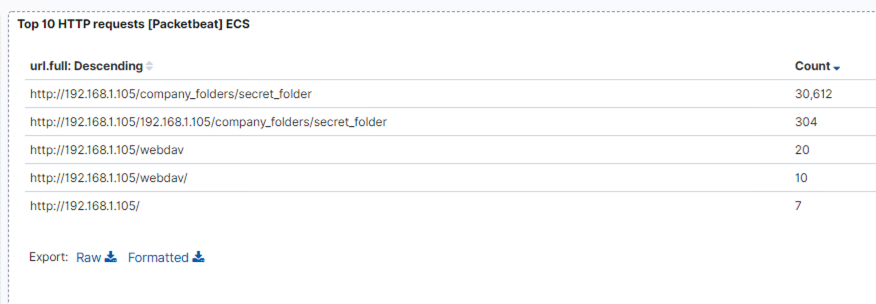 Top 10 HTTP requests [Packetbeat] ECS
url.full: Descending Count
http://192.168.1.105/company_folders/secret_folder 30,612
http://192.168.1.105/192.168.1.105/company_folders/secret_folder 304
http://192.168.1.105/webdav 20
http://192.168.1.105/webdav/ 10
http://192.168.1.105/ 7
Export: Raw Formatted